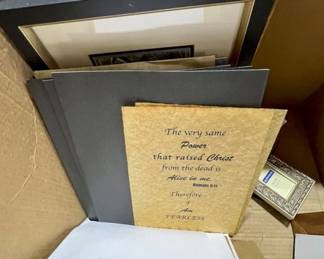 The very same
Power
that raised Christ
from the dead is
Alive in me.
Romans 8:11
Therefore
I
Am
FEARLESS